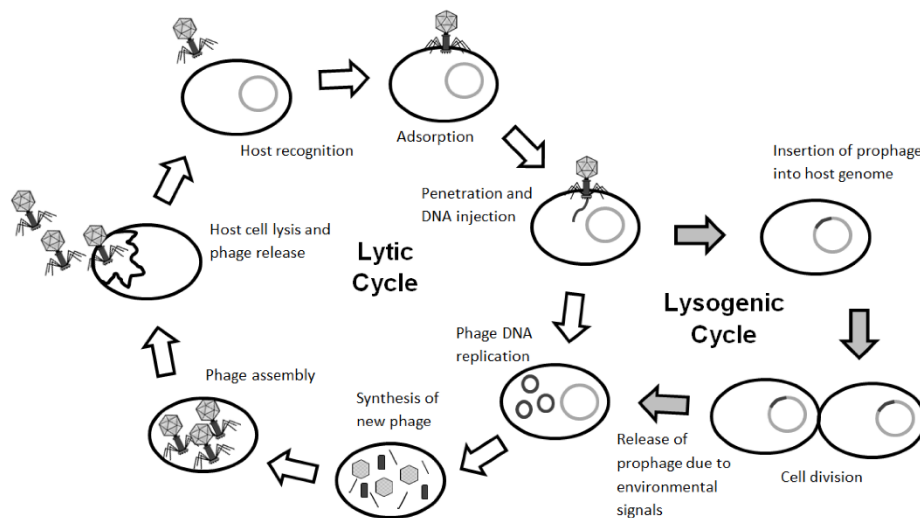 Host recognition
Adsorption
Penetration and
DNA injection
Insertion of prophage
into host genome
Host cell lysis and
phage release
Lytic
Cycle
Lysogenic
Cycle
Phage DNA
replication
Phage assembly
Synthesis of
new phage
Release of
prophage due to
environmental
signals
Cell division